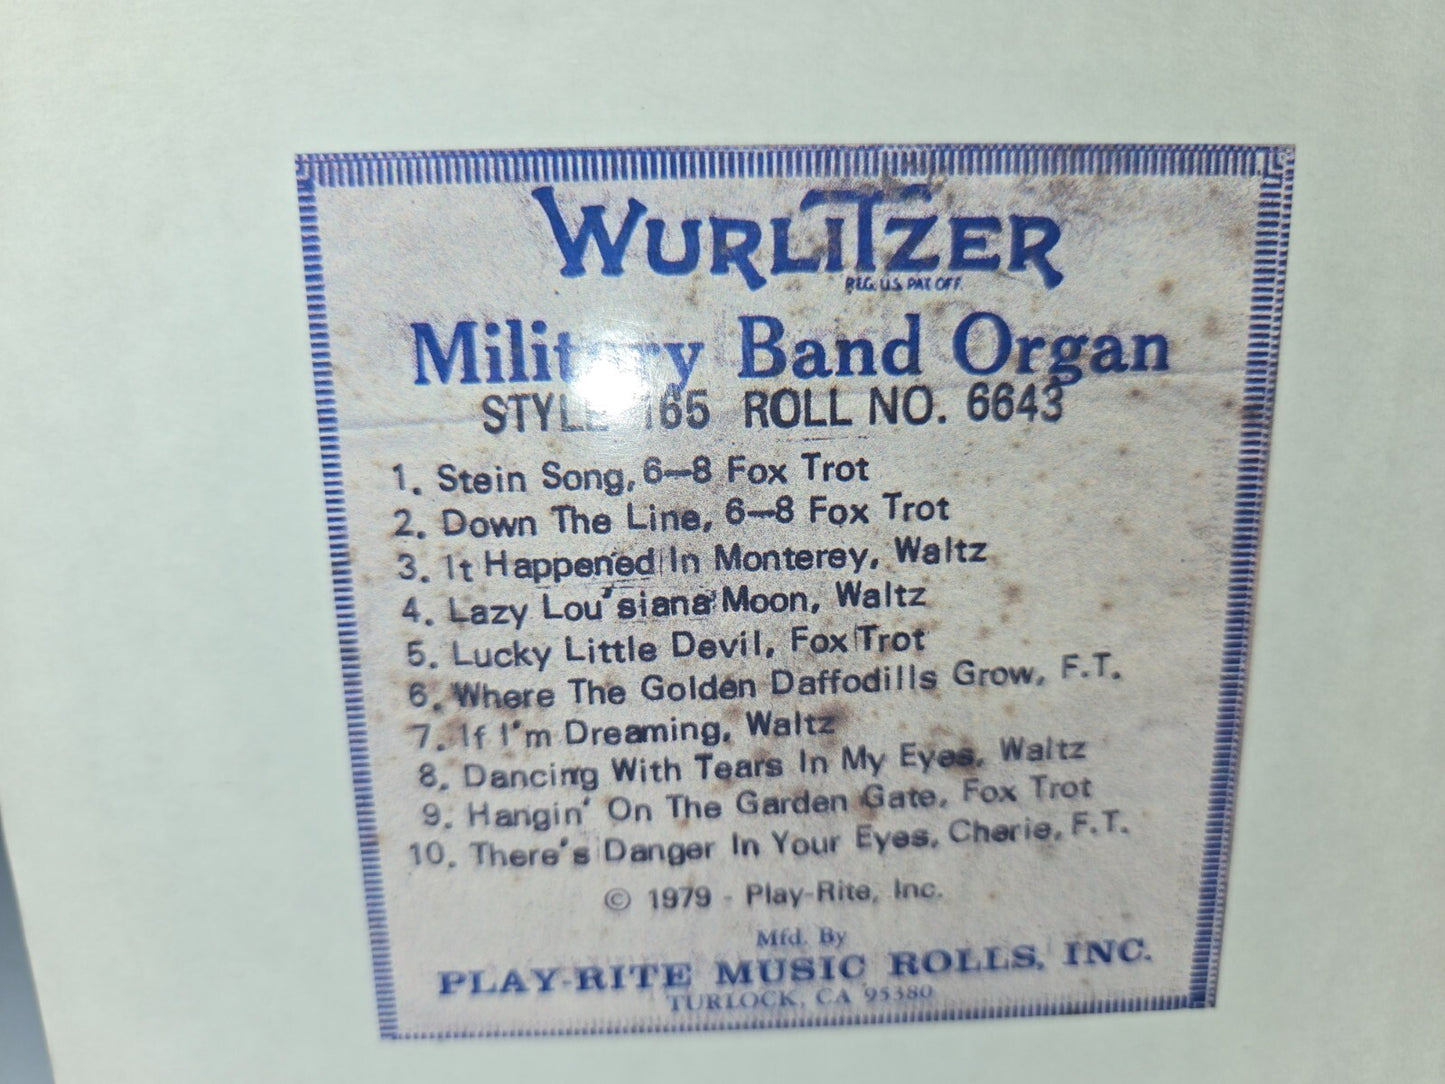 WURLITZER
REG. U.S. PAT. OFF.
Military Band Organ
STYLE 165 ROLL NO. 6643
1. Stein Song, 6—8 Fox Trot
2. Down The Line, 6—8 Fox Trot
3. It Happened In Monterey, Waltz
4. Lazy Lou'siana Moon, Waltz
5. Lucky Little Devil, Fox Trot
6. Where The Golden Daffodills Grow, F.T.
7. If I'm Dreaming, Waltz
8. Dancing With Tears In My Eyes, Waltz
9. Hangin' On The Garden Gate, Fox Trot
10. There's Danger In Your Eyes, Cherie, F.T.
© 1979 - Play-Rite, Inc.
Mfd. By
PLAY-RITE MUSIC ROLLS, INC.
TURLOCK, CA 95380